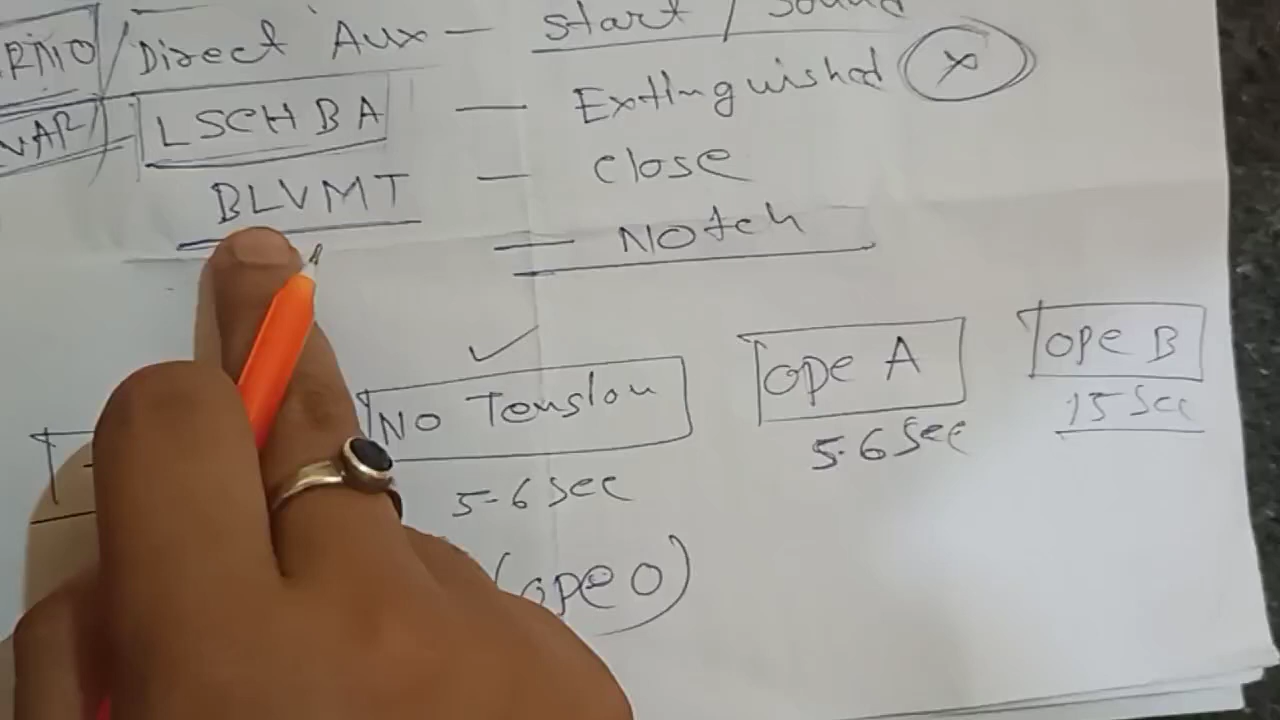 /Direct Aux - Start / Sound
LSCHBA - Extinguished X
BLVMT - close
- Notch
No Tension ope A ope B
5-6 Sec 5-6 Sec 15 Sec
(ope 0)